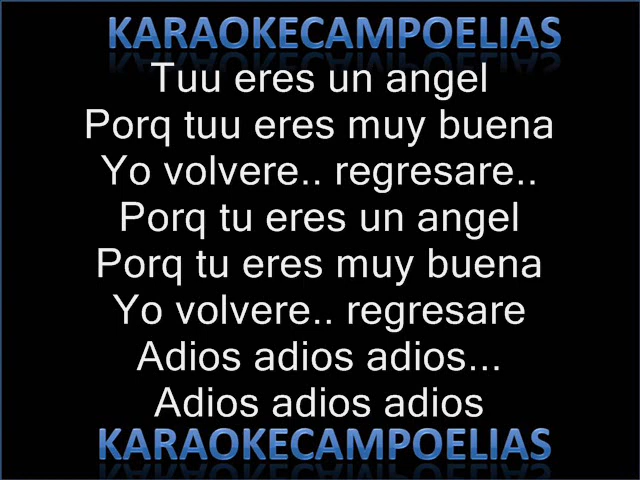 KARAOKECAMPOELIAS
Tuu eres un angel
Porq tuu eres muy buena
Yo volvere.. regresare..
Porq tu eres un angel
Porq tu eres muy buena
Yo volvere.. regresare
Adios adios adios...
Adios adios adios
KARAOKECAMPOELIAS